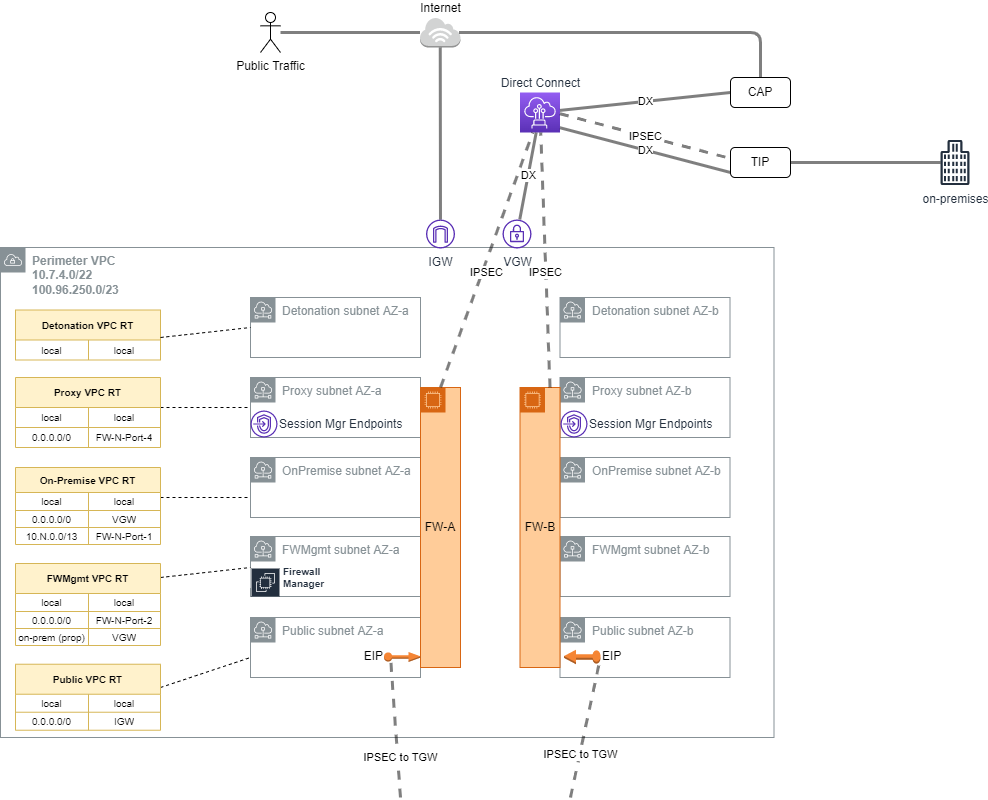 Internet
Public Traffic
Direct Connect
DX
CAP
IPSEC
DX
TIP
on-premises
DX
IGW
VGW
IPSEC
IPSEC
Perimeter VPC
10.7.4.0/22
100.96.250.0/23
Detonation VPC RT
local local
Detonation subnet AZ-a
Detonation subnet AZ-b
Proxy VPC RT
local local
0.0.0.0/0 FW-N-Port-4
Proxy subnet AZ-a
Session Mgr Endpoints
Proxy subnet AZ-b
Session Mgr Endpoints
On-Premise VPC RT
local local
0.0.0.0/0 VGW
10.N.0.0/13 FW-N-Port-1
OnPremise subnet AZ-a
OnPremise subnet AZ-b
FW-A
FW-B
FWMgmt VPC RT
local local
0.0.0.0/0 FW-N-Port-2
on-prem (prop) VGW
FWMgmt subnet AZ-a
Firewall
Manager
FWMgmt subnet AZ-b
Public VPC RT
local local
0.0.0.0/0 IGW
Public subnet AZ-a
EIP
Public subnet AZ-b
EIP
IPSEC to TGW
IPSEC to TGW